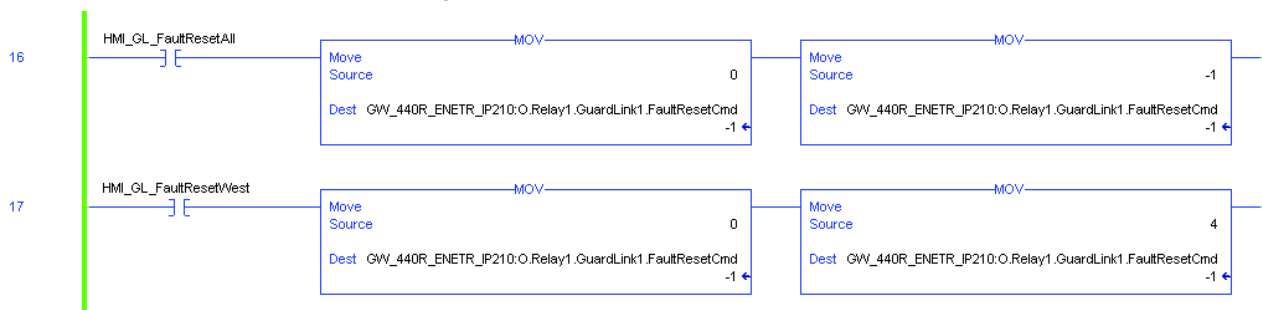 HMI_GL_FaultResetAll
16
MOV
Move
Source 0
Dest GW_440R_ENETR_IP210:O.Relay1.GuardLink1.FaultResetCmd
-1
MOV
Move
Source -1
Dest GW_440R_ENETR_IP210:O.Relay1.GuardLink1.FaultResetCmd
-1
HMI_GL_FaultResetWest
17
MOV
Move
Source 0
Dest GW_440R_ENETR_IP210:O.Relay1.GuardLink1.FaultResetCmd
-1
MOV
Move
Source 4
Dest GW_440R_ENETR_IP210:O.Relay1.GuardLink1.FaultResetCmd
-1